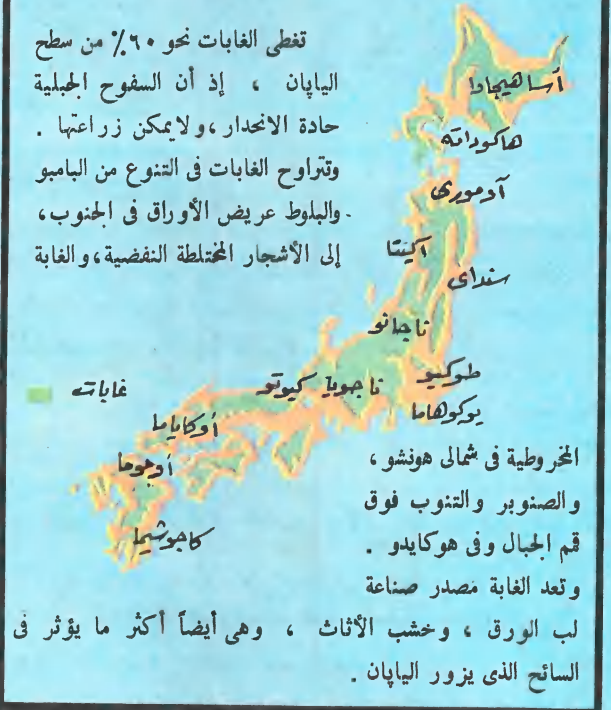 تغطى الغابات نحو ٦٠٪ من سطح
اليابان ، إذ أن السفوح الجبلية
حادة الانحدار ، ولا يمكن زراعتها .
وتتراوح الغابات فى التنوع من البامبو
والبلوط عريض الأوراق فى الجنوب ،
إلى الأشجار المختلطة النفضية ، والغابة
المخروطية فى شمالى هونشو ،
والصنوبر والتنوب فوق
قمم الجبال وفى هوكايدو .
وتعد الغابة مصدر صناعة
لب الورق ، وخشب الأثاث ، وهى أيضاً أكثر ما يؤثر فى
السائح الذى يزور اليابان .
أساهيجاوا
هاكوداته
آدمورى
آكيتا
سنداى
ناجانو
طوكيو
يوكوهاما
ناجويا
كيوتو
أوكاياما
أوجوما
كاجوشيما
غابات